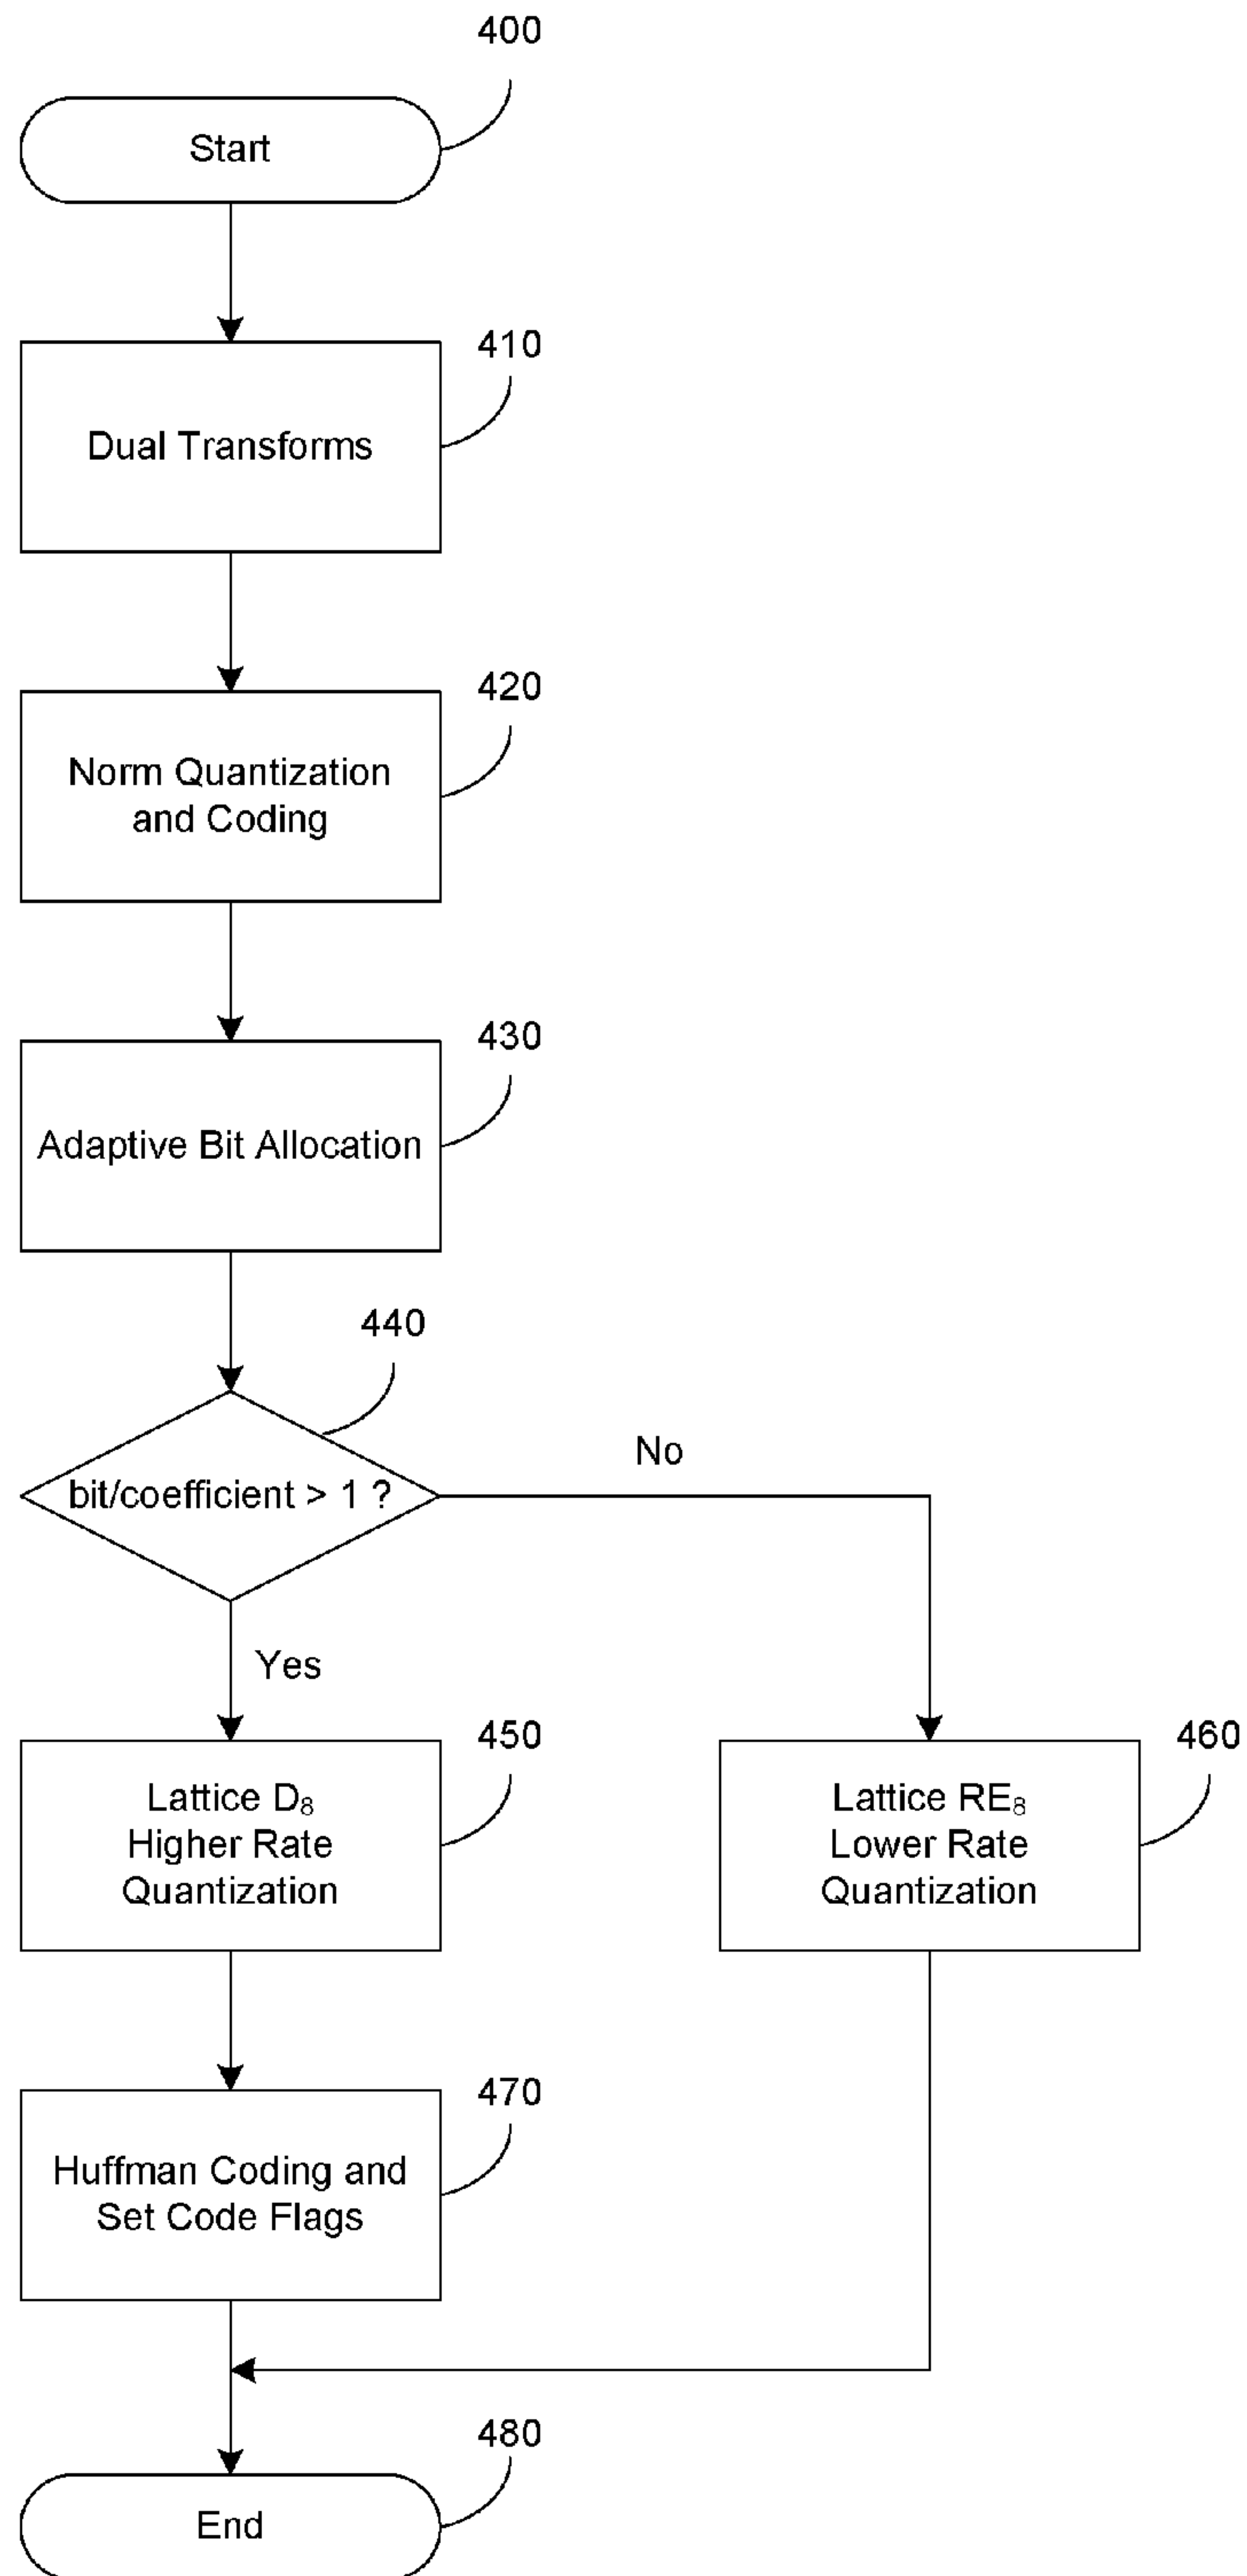 400
Start
410
Dual Transforms
420
Norm Quantization
and Coding
430
Adaptive Bit Allocation
440
bit/coefficient > 1 ?
No
Yes
450
Lattice D₈
Higher Rate
Quantization
460
Lattice RE₈
Lower Rate
Quantization
470
Huffman Coding and
Set Code Flags
480
End